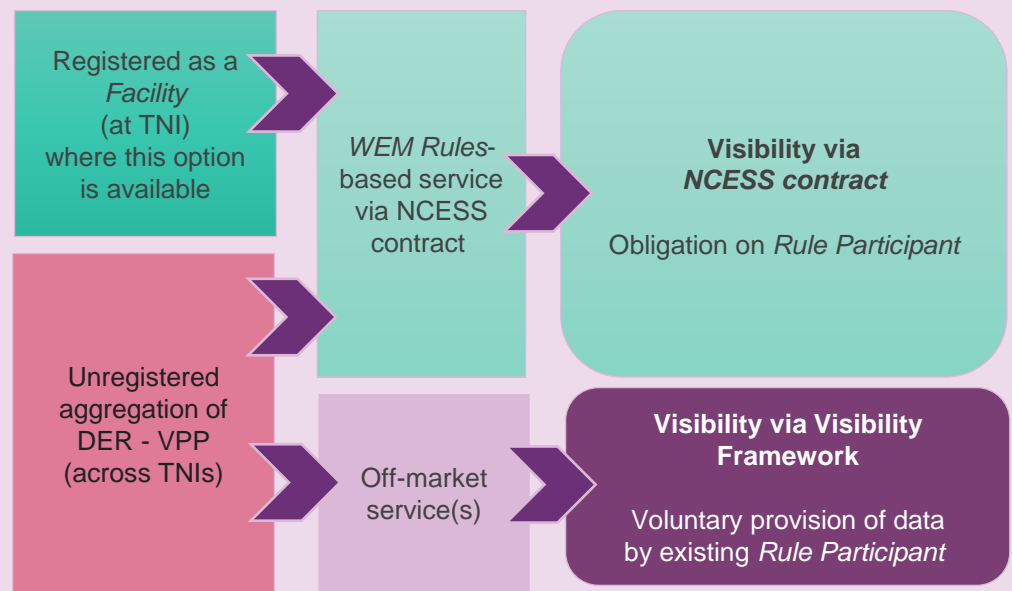 Registered as a
Facility
(at TNI)
where this option
is available
WEM Rules-
based service
via NCESS
contract
Visibility via
NCESS contract
Obligation on Rule Participant
Unregistered
aggregation of
DER - VPP
(across TNIs)
Off-market
service(s)
Visibility via Visibility
Framework
Voluntary provision of data
by existing Rule Participant